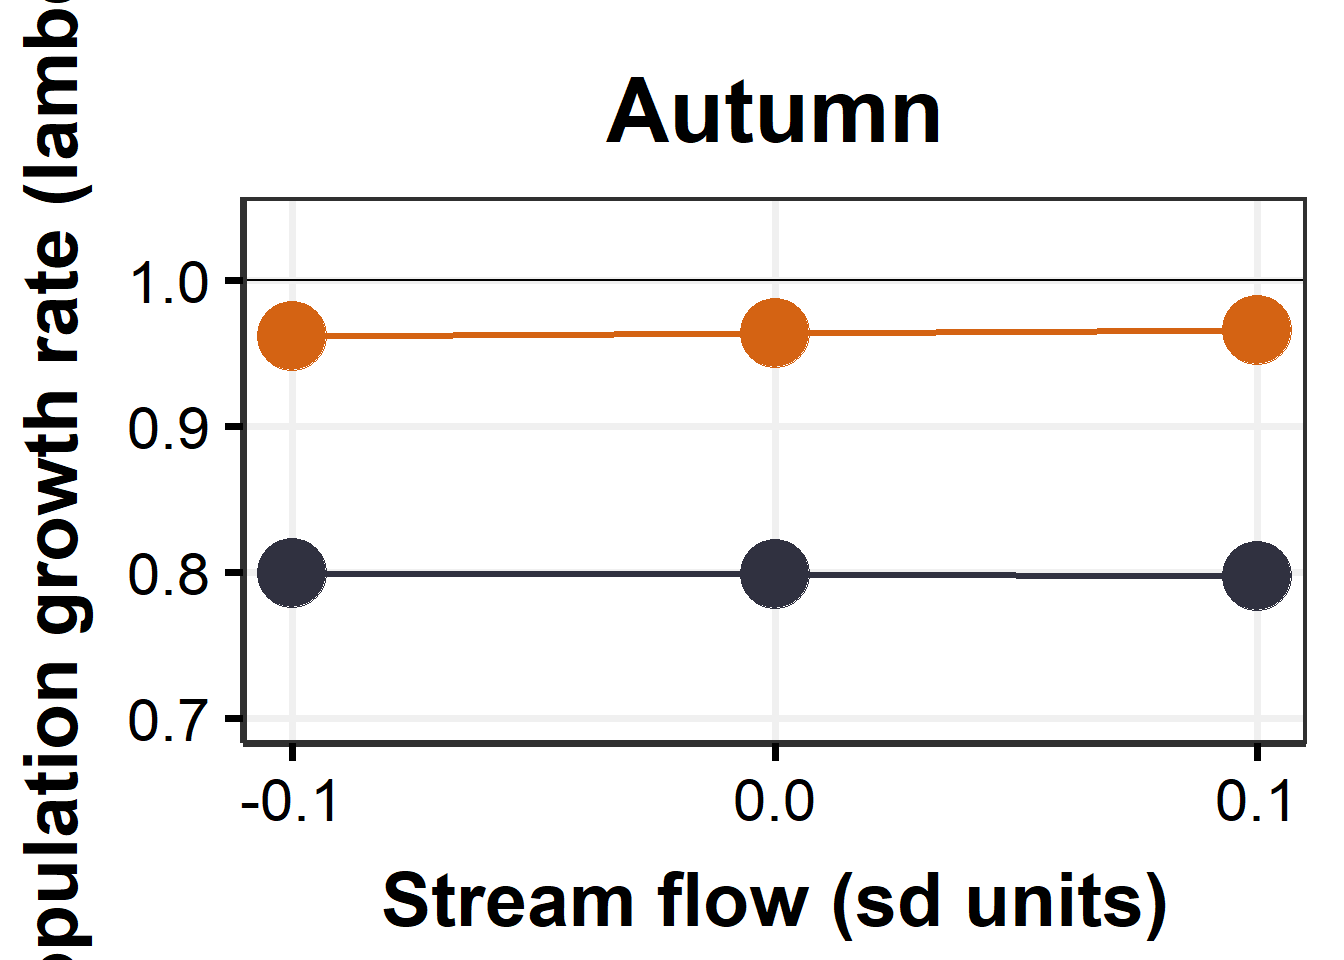 Autumn
opulation growth rate (lamb
1.0
0.9
0.8
0.7
-0.1
0.0
0.1
Stream flow (sd units)